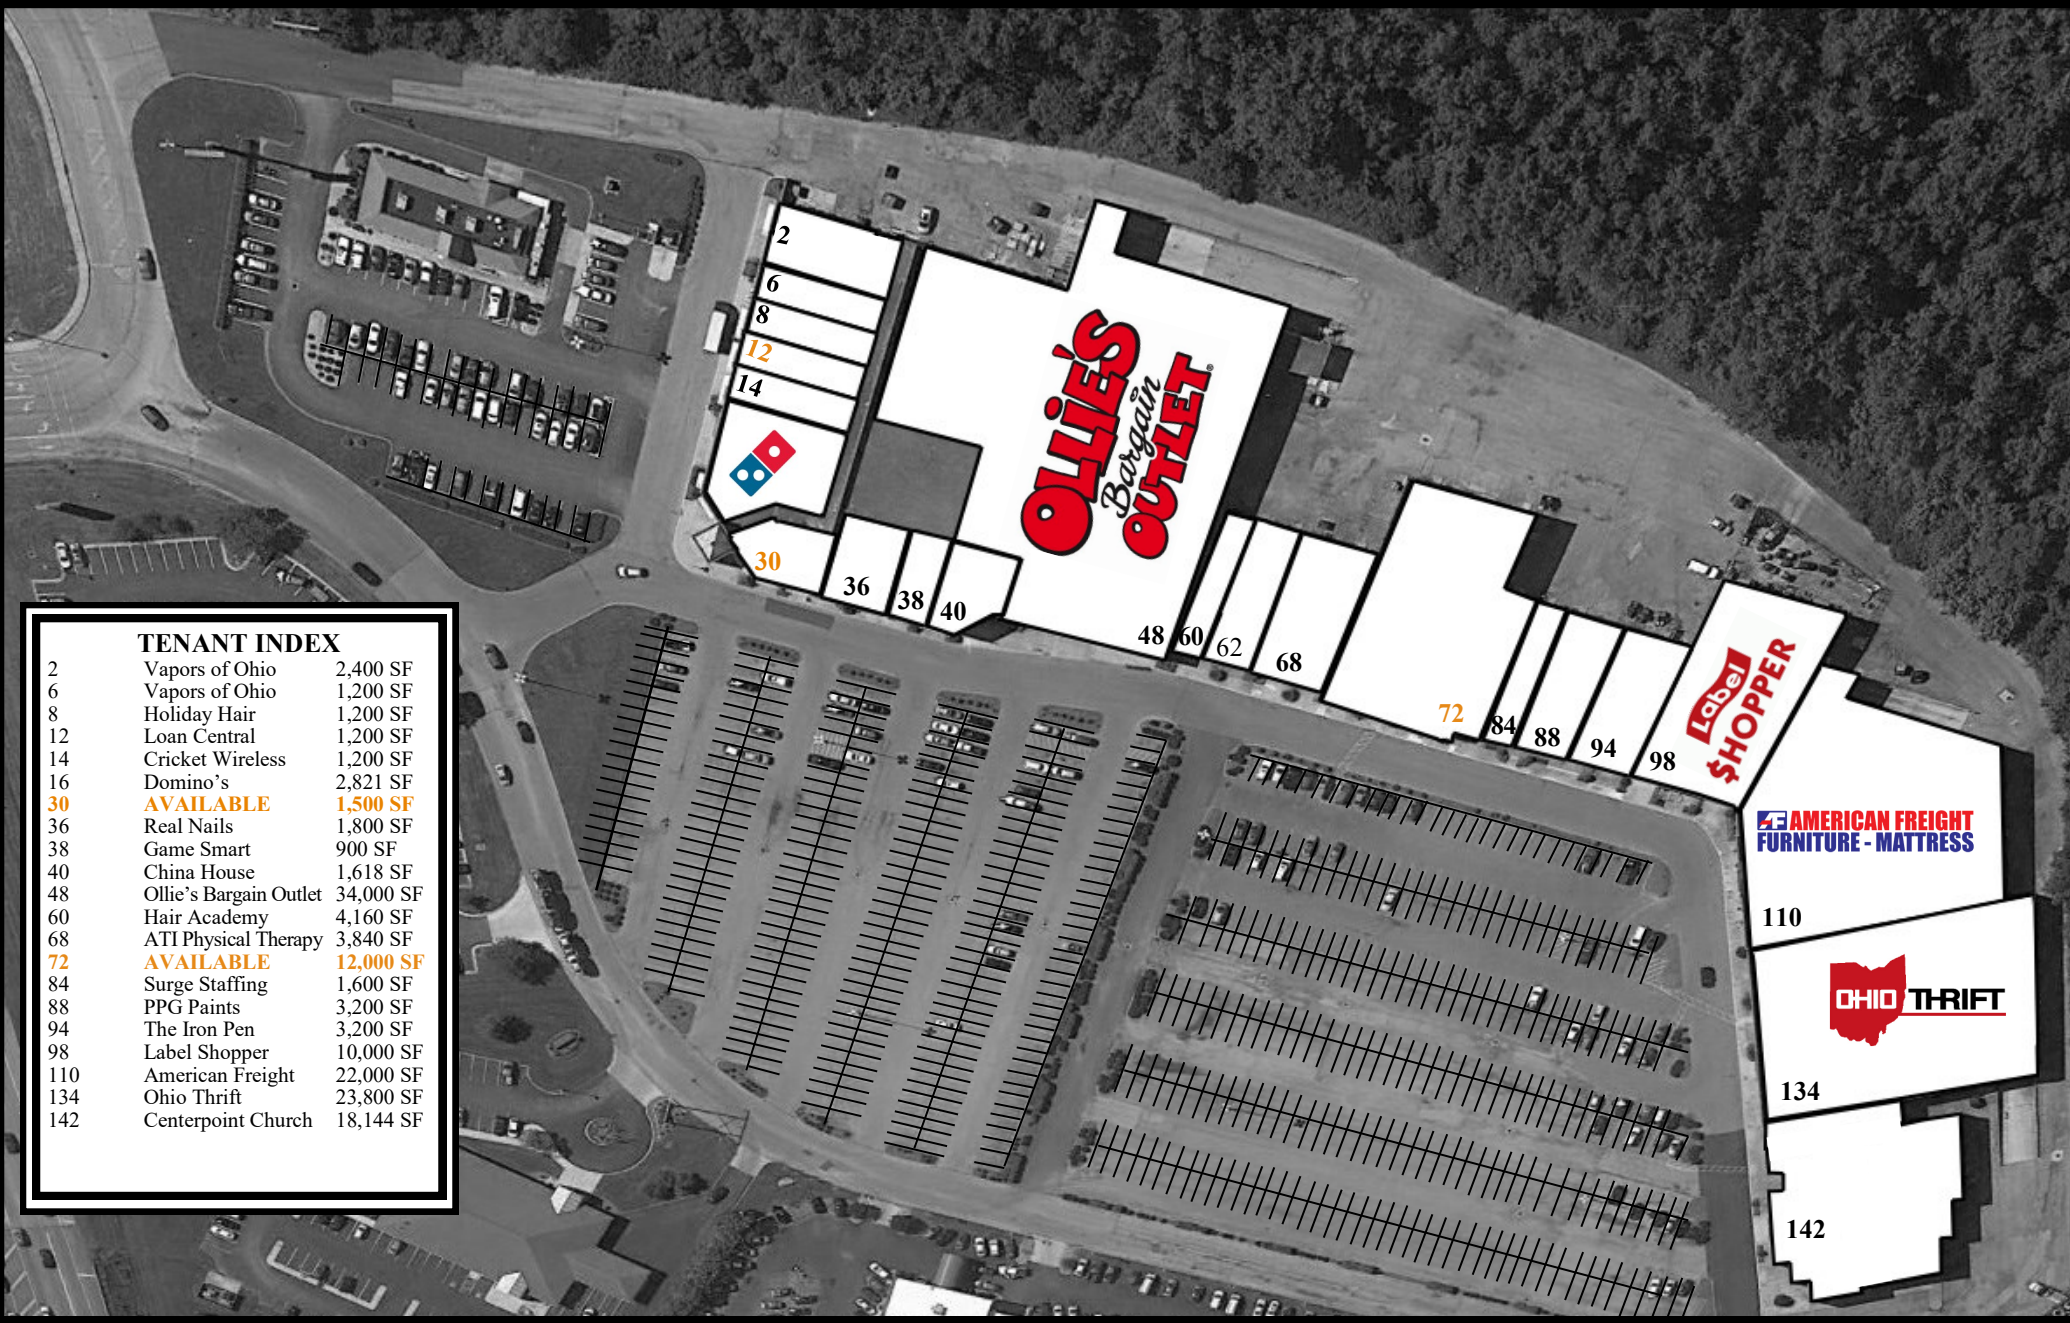 2
6
8
12
14
30
36
38
40
OLLIE'S
Bargain
OUTLET®
48
60
62
68
72
84
88
94
98
Label
$HOPPER
AF AMERICAN FREIGHT
FURNITURE - MATTRESS
110
OHIO THRIFT
134
142
TENANT INDEX
2 Vapors of Ohio 2,400 SF
6 Vapors of Ohio 1,200 SF
8 Holiday Hair 1,200 SF
12 Loan Central 1,200 SF
14 Cricket Wireless 1,200 SF
16 Domino's 2,821 SF
30 AVAILABLE 1,500 SF
36 Real Nails 1,800 SF
38 Game Smart 900 SF
40 China House 1,618 SF
48 Ollie's Bargain Outlet 34,000 SF
60 Hair Academy 4,160 SF
68 ATI Physical Therapy 3,840 SF
72 AVAILABLE 12,000 SF
84 Surge Staffing 1,600 SF
88 PPG Paints 3,200 SF
94 The Iron Pen 3,200 SF
98 Label Shopper 10,000 SF
110 American Freight 22,000 SF
134 Ohio Thrift 23,800 SF
142 Centerpoint Church 18,144 SF